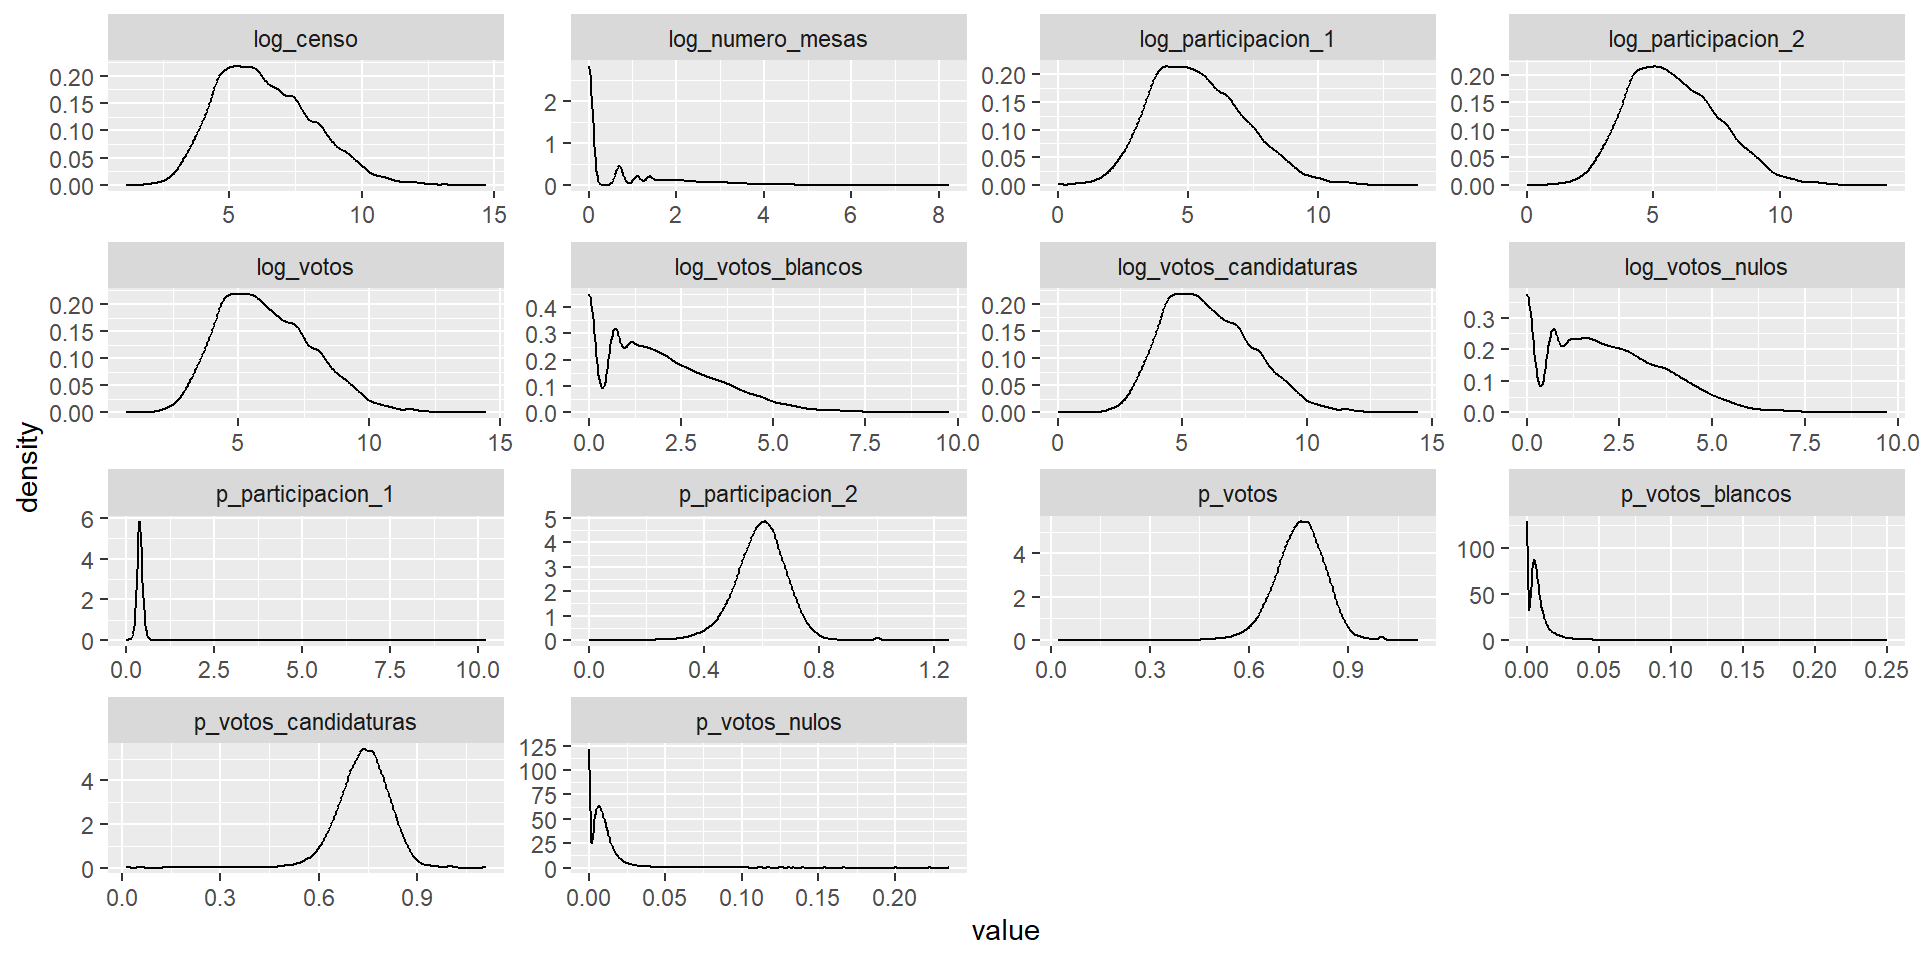 log_censo log_numero_mesas log_participacion_1 log_participacion_2
0.20 0.15 0.10 0.05 0.00
2 1 0
0.20 0.15 0.10 0.05 0.00
0.20 0.15 0.10 0.05 0.00
5 10 15 0 2 4 6 8 0 5 10 0 5 10
log_votos log_votos_blancos log_votos_candidaturas log_votos_nulos
0.20 0.15 0.10 0.05 0.00
0.4 0.3 0.2 0.1 0.0
0.20 0.15 0.10 0.05 0.00
0.3 0.2 0.1 0.0
5 10 15 0.0 2.5 5.0 7.5 10.0 0 5 10 15 0.0 2.5 5.0 7.5 10.0
density
p_participacion_1 p_participacion_2 p_votos p_votos_blancos
6 4 2 0
5 4 3 2 1 0
4 2 0
100 50 0
0.0 2.5 5.0 7.5 10.0 0.0 0.4 0.8 1.2 0.0 0.3 0.6 0.9 0.00 0.05 0.10 0.15 0.20 0.25
p_votos_candidaturas p_votos_nulos
4 2 0
125 100 75 50 25 0
0.0 0.3 0.6 0.9 0.00 0.05 0.10 0.15 0.20
value